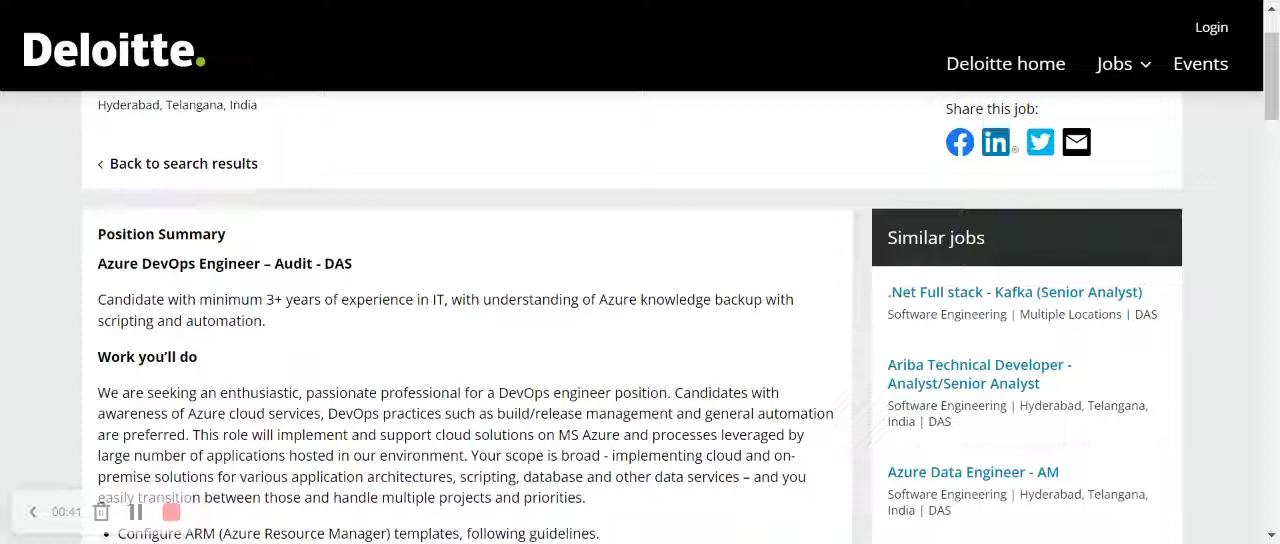 Login
Deloitte.
Deloitte home
Jobs
Events
Hyderabad, Telangana, India
Share this job:
< Back to search results
Position Summary
Azure DevOps Engineer – Audit - DAS
Candidate with minimum 3+ years of experience in IT, with understanding of Azure knowledge backup with
scripting and automation.
Work you’ll do
We are seeking an enthusiastic, passionate professional for a DevOps engineer position. Candidates with
awareness of Azure cloud services, DevOps practices such as build/release management and general automation
are preferred. This role will implement and support cloud solutions on MS Azure and processes leveraged by
large number of applications hosted in our environment. Your scope is broad - implementing cloud and on-
premise solutions for various application architectures, scripting, database and other data services – and you
easily transition between those and handle multiple projects and priorities.
• Configure ARM (Azure Resource Manager) templates, following guidelines.
00:41
Similar jobs
.Net Full stack - Kafka (Senior Analyst)
Software Engineering | Multiple Locations | DAS
Ariba Technical Developer -
Analyst/Senior Analyst
Software Engineering | Hyderabad, Telangana,
India | DAS
Azure Data Engineer - AM
Software Engineering | Hyderabad, Telangana,
India | DAS